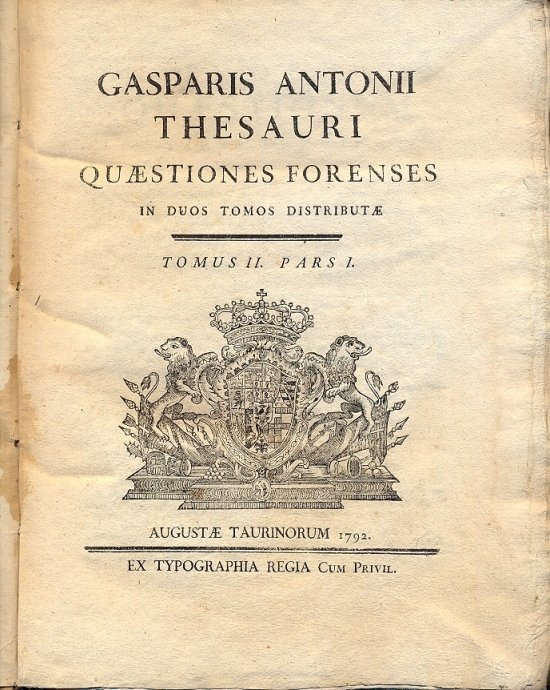 GASPARIS ANTONII
THESAURI
QUÆSTIONES FORENSES
IN DUOS TOMOS DISTRIBUTÆ
TOMUS II. PARS I.
AUGUSTÆ TAURINORUM 1792.
EX TYPOGRAPHIA REGIA CUM PRIVIL.